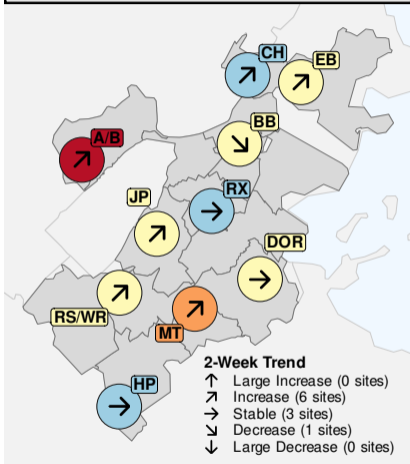 CH
EB
BB
A/B
RX
JP
DOR
RS/WR
MT
HP
2-Week Trend
↑ Large Increase (0 sites)
↗ Increase (6 sites)
→ Stable (3 sites)
↘ Decrease (1 sites)
↓ Large Decrease (0 sites)